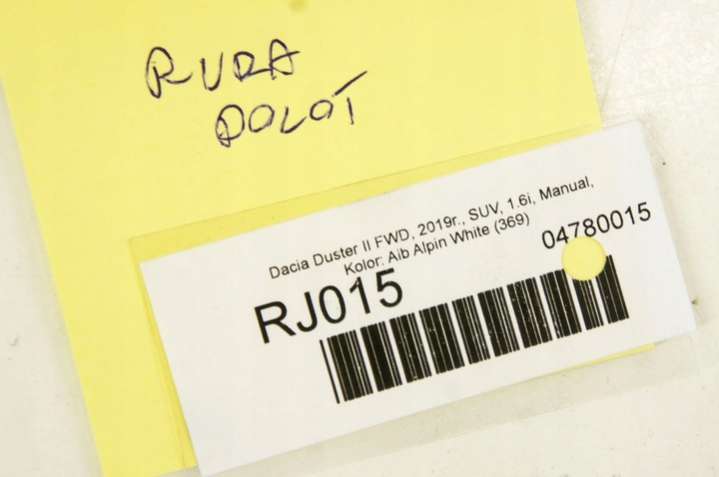 RURA
DOLOT
Dacia Duster II FWD, 2019r., SUV, 1.6i, Manual,
Kolor: Alb Alpin White (369)
04780015
RJ015